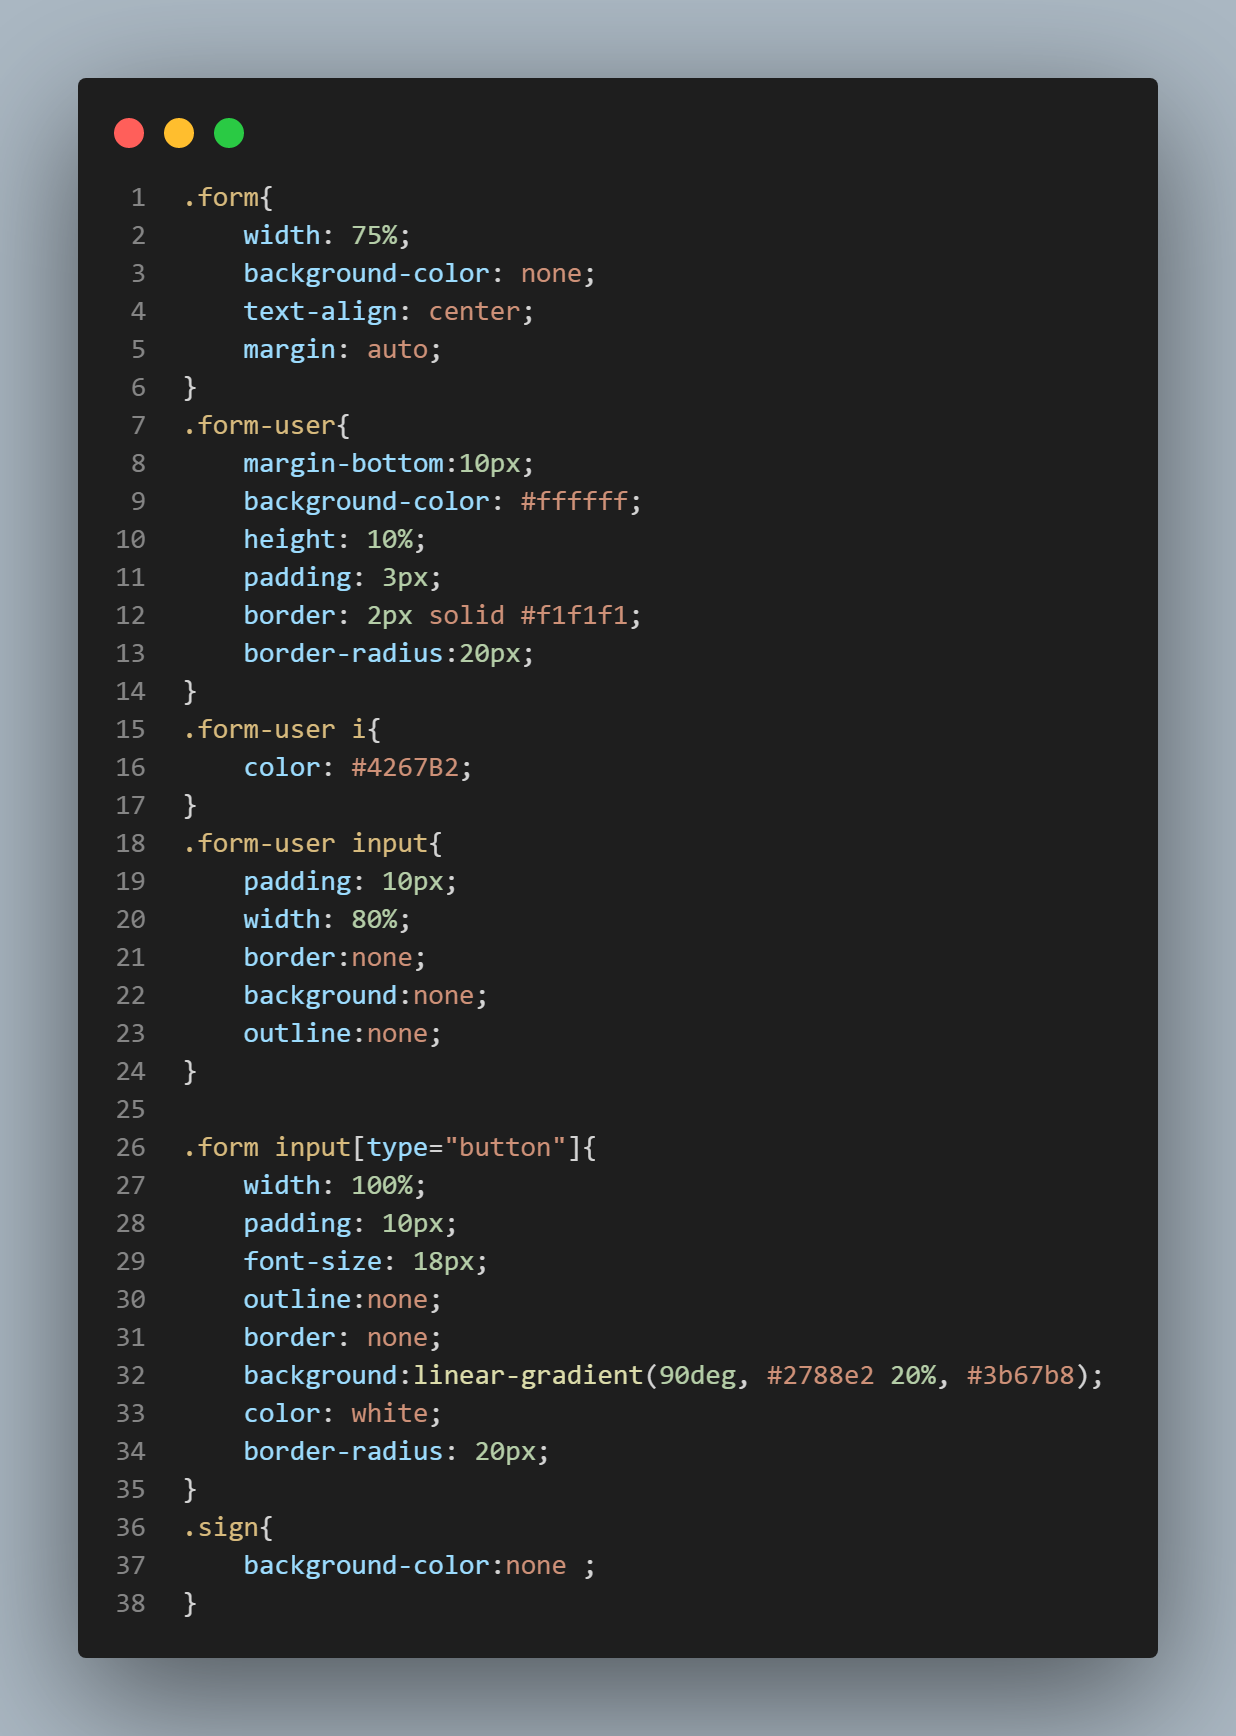 1 .form{
2     width: 75%;
3     background-color: none;
4     text-align: center;
5     margin: auto;
6 }
7 .form-user{
8     margin-bottom:10px;
9     background-color: #ffffff;
10     height: 10%;
11     padding: 3px;
12     border: 2px solid #f1f1f1;
13     border-radius:20px;
14 }
15 .form-user i{
16     color: #4267B2;
17 }
18 .form-user input{
19     padding: 10px;
20     width: 80%;
21     border:none;
22     background:none;
23     outline:none;
24 }
25
26 .form input[type="button"]{
27     width: 100%;
28     padding: 10px;
29     font-size: 18px;
30     outline:none;
31     border: none;
32     background:linear-gradient(90deg, #2788e2 20%, #3b67b8);
33     color: white;
34     border-radius: 20px;
35 }
36 .sign{
37     background-color:none ;
38 }